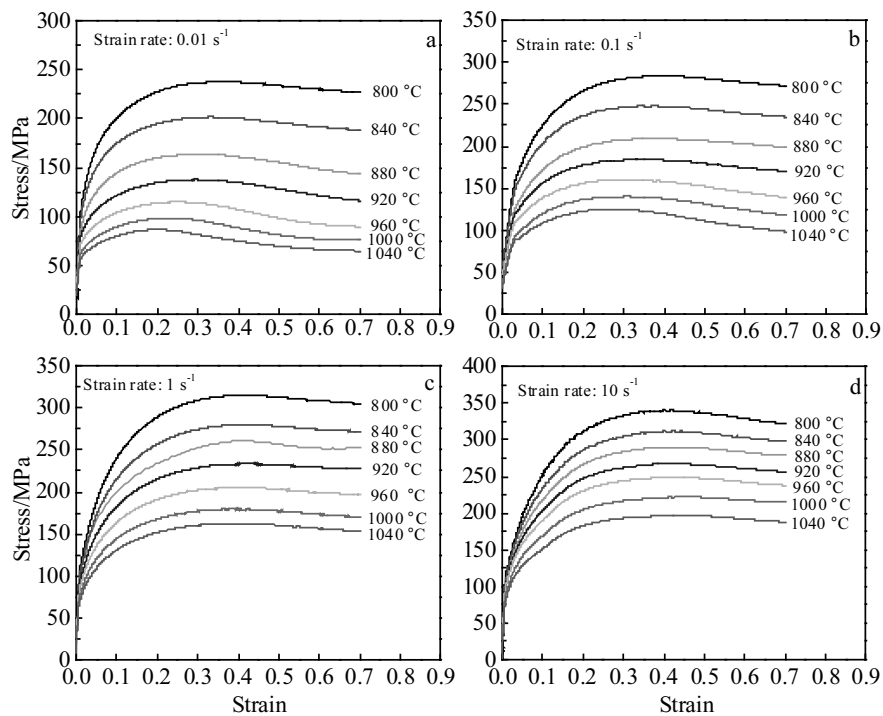 Strain rate: 0.01 s⁻¹
a
Stress/MPa
300
250
200
150
100
50
0
800 °C
840 °C
880 °C
920 °C
960 °C
1000 °C
1040 °C
0.0 0.1 0.2 0.3 0.4 0.5 0.6 0.7 0.8 0.9
Strain rate: 0.1 s⁻¹
b
350
300
250
200
150
100
50
0
800 °C
840 °C
880 °C
920 °C
960 °C
1000 °C
1040 °C
0.0 0.1 0.2 0.3 0.4 0.5 0.6 0.7 0.8 0.9
Strain rate: 1 s⁻¹
c
Stress/MPa
350
300
250
200
150
100
50
0
800 °C
840 °C
880 °C
920 °C
960 °C
1000 °C
1040 °C
0.0 0.1 0.2 0.3 0.4 0.5 0.6 0.7 0.8 0.9
Strain
Strain rate: 10 s⁻¹
d
400
350
300
250
200
150
100
50
0
800 °C
840 °C
880 °C
920 °C
960 °C
1000 °C
1040 °C
0.0 0.1 0.2 0.3 0.4 0.5 0.6 0.7 0.8 0.9
Strain